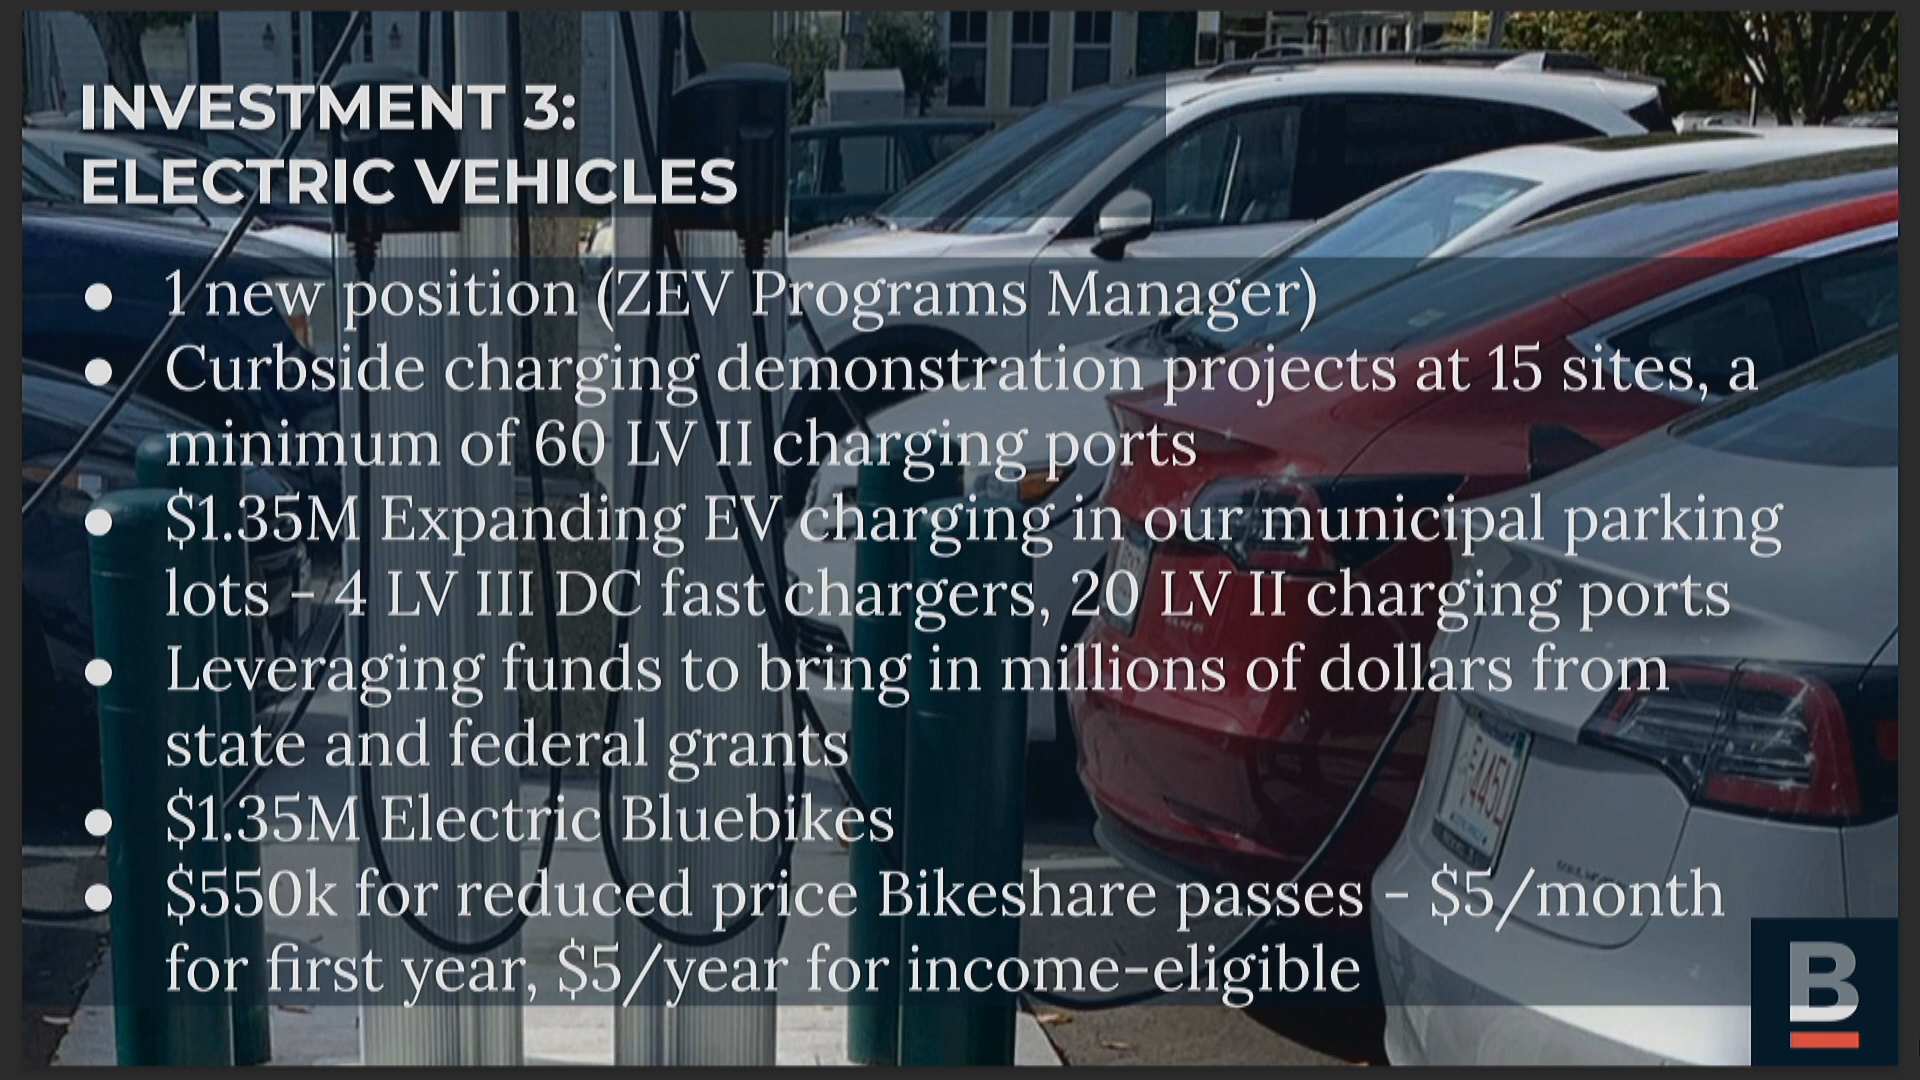 INVESTMENT 3:
ELECTRIC VEHICLES
● 1 new position (ZEV Programs Manager)
● Curbside charging demonstration projects at 15 sites, a
minimum of 60 LV II charging ports
● $1.35M Expanding EV charging in our municipal parking
lots - 4 LV III DC fast chargers, 20 LV II charging ports
● Leveraging funds to bring in millions of dollars from
state and federal grants
● $1.35M Electric Bluebikes
● $550k for reduced price Bikeshare passes - $5/month
for first year, $5/year for income-eligible
B